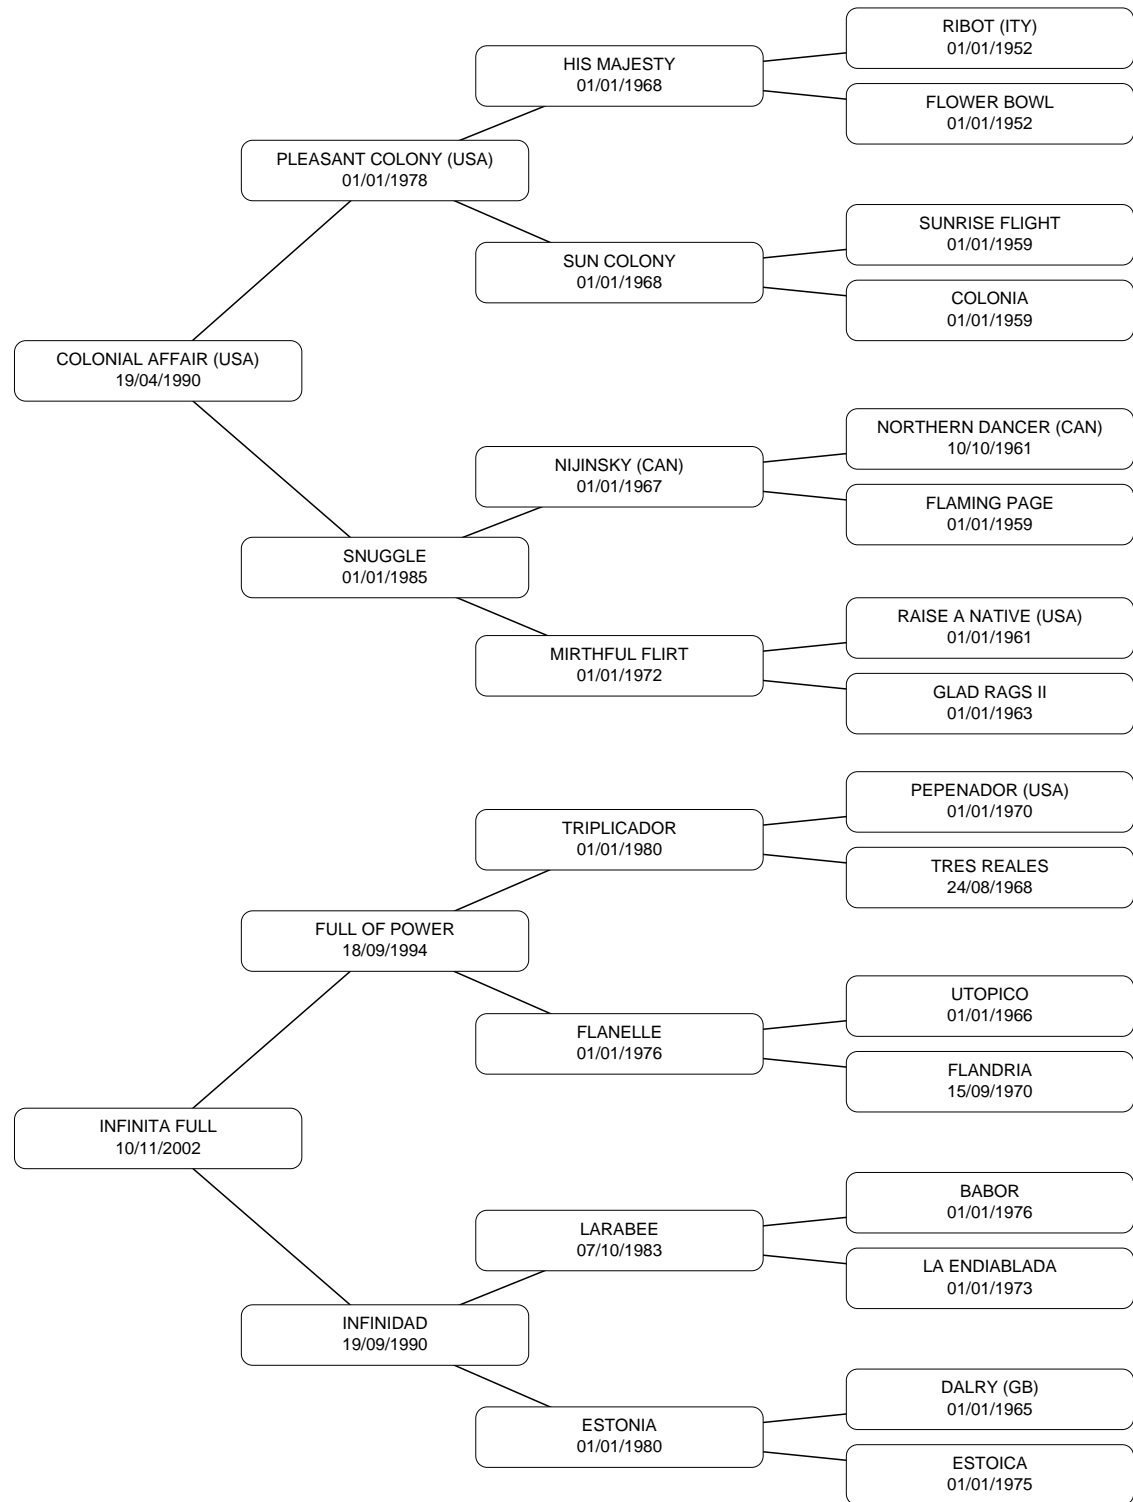 RIBOT (ITY)
01/01/1952
HIS MAJESTY
01/01/1968
FLOWER BOWL
01/01/1952
PLEASANT COLONY (USA)
01/01/1978
SUNRISE FLIGHT
01/01/1959
SUN COLONY
01/01/1968
COLONIA
01/01/1959
COLONIAL AFFAIR (USA)
19/04/1990
NORTHERN DANCER (CAN)
10/10/1961
NIJINSKY (CAN)
01/01/1967
FLAMING PAGE
01/01/1959
SNUGGLE
01/01/1985
RAISE A NATIVE (USA)
01/01/1961
MIRTHFUL FLIRT
01/01/1972
GLAD RAGS II
01/01/1963
PEPENADOR (USA)
01/01/1970
TRIPLICADOR
01/01/1980
TRES REALES
24/08/1968
FULL OF POWER
18/09/1994
UTOPICO
01/01/1966
FLANELLE
01/01/1976
FLANDRIA
15/09/1970
INFINITA FULL
10/11/2002
BABOR
01/01/1976
LARABEE
07/10/1983
LA ENDIABLADA
01/01/1973
INFINIDAD
19/09/1990
DALRY (GB)
01/01/1965
ESTONIA
01/01/1980
ESTOICA
01/01/1975